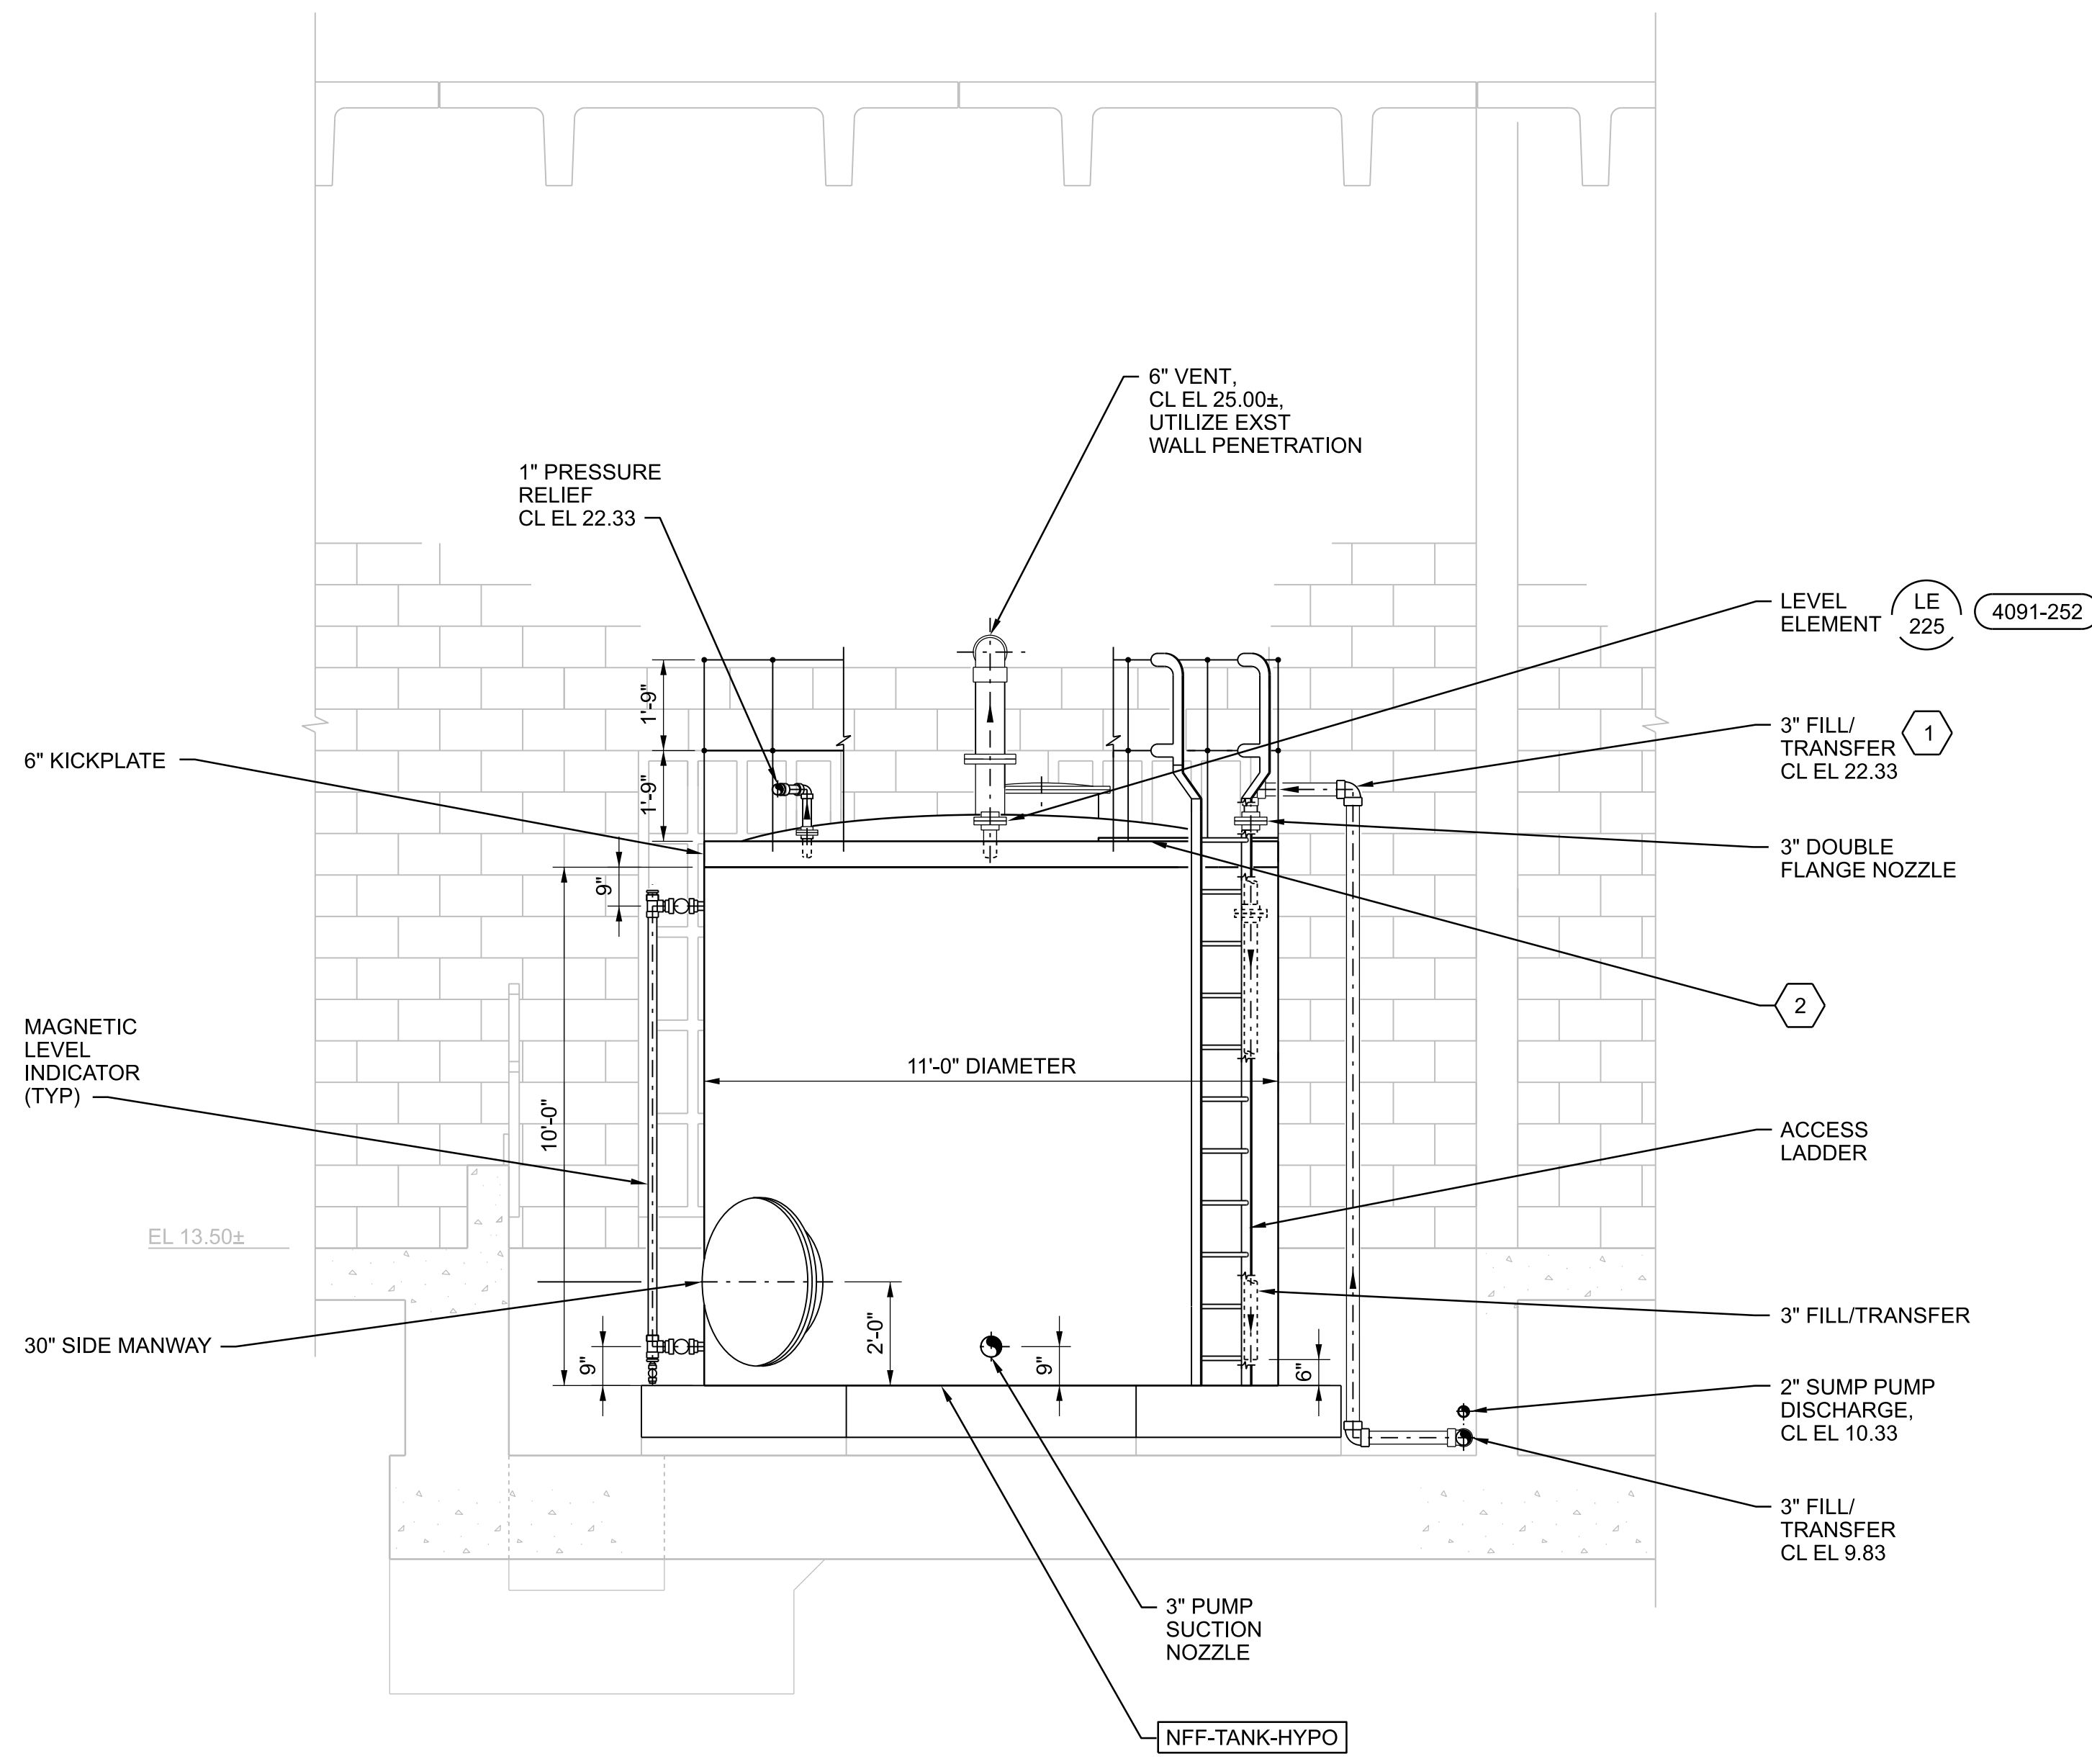 6" VENT,
CL EL 25.00±,
UTILIZE EXST
WALL PENETRATION
1" PRESSURE
RELIEF
CL EL 22.33
LEVEL
ELEMENT
LE
225
4091-252
3" FILL/
TRANSFER
CL EL 22.33
1
6" KICKPLATE
1'-9"
1'-9"
3" DOUBLE
FLANGE NOZZLE
9"
2
MAGNETIC
LEVEL
INDICATOR
(TYP)
11'-0" DIAMETER
10'-0"
ACCESS
LADDER
EL 13.50±
30" SIDE MANWAY
9"
2'-0"
9"
6"
3" FILL/TRANSFER
2" SUMP PUMP
DISCHARGE,
CL EL 10.33
3" FILL/
TRANSFER
CL EL 9.83
3" PUMP
SUCTION
NOZZLE
NFF-TANK-HYPO